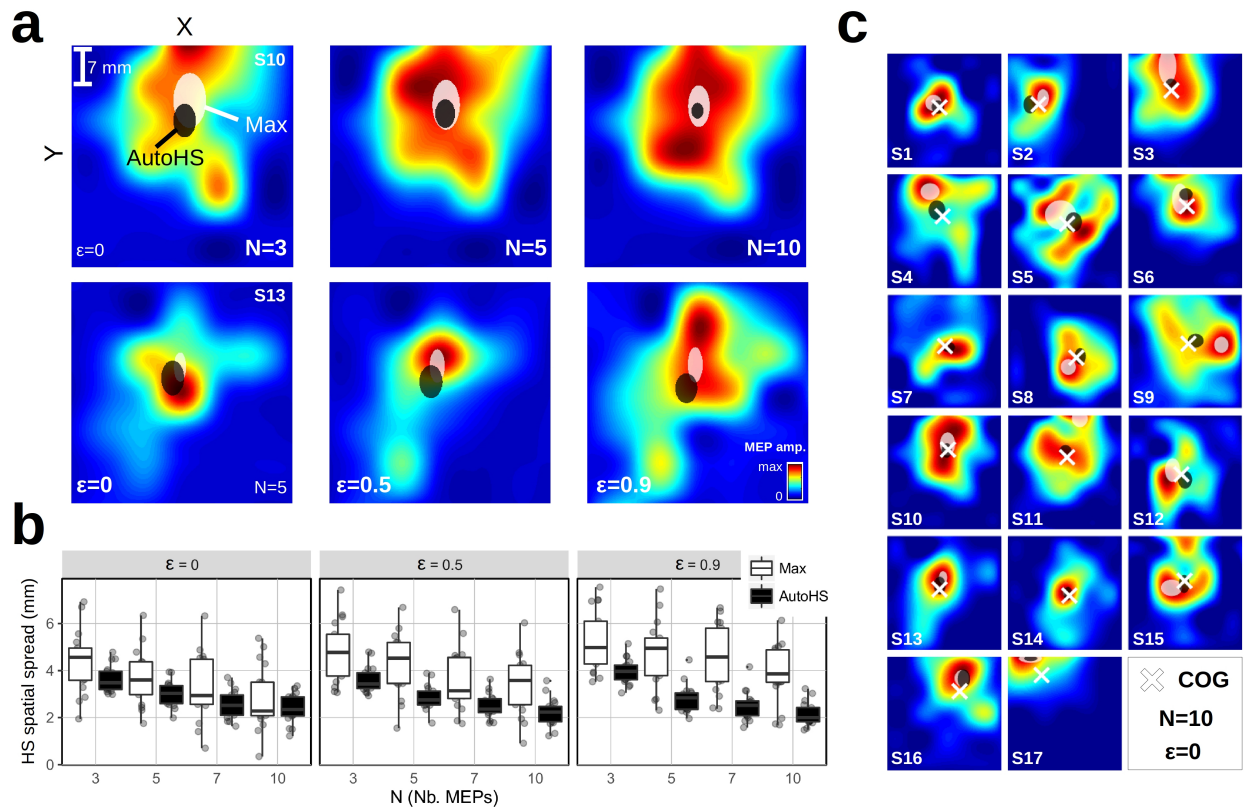 a
X
Y
7 mm
S10
Max
AutoHS
ε=0
N=3
N=5
N=10
S13
ε=0
N=5
ε=0.5
ε=0.9
MEP amp.
max
0
b
ε = 0
ε = 0.5
ε = 0.9
Max
AutoHS
HS spatial spread (mm)
6
4
2
0
3 5 7 10
3 5 7 10
3 5 7 10
N (Nb. MEPs)
c
S1
S2
S3
S4
S5
S6
S7
S8
S9
S10
S11
S12
S13
S14
S15
S16
S17
COG
N=10
ε=0